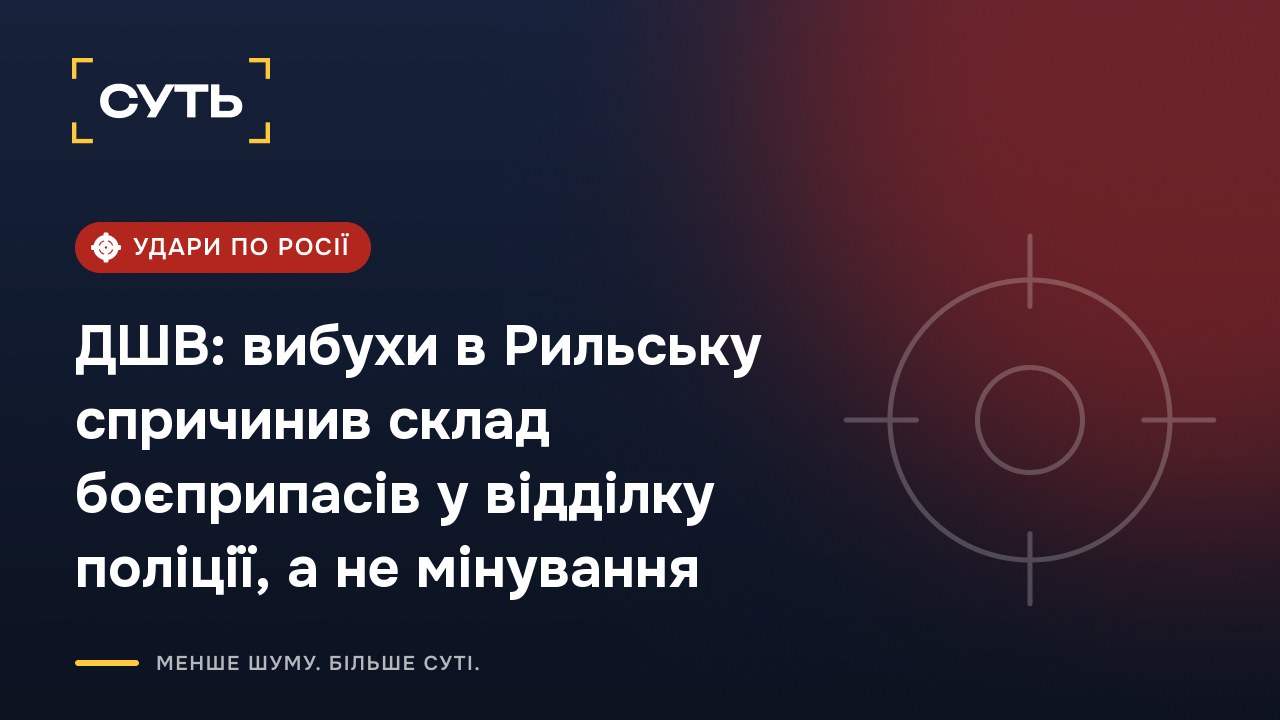 СУТЬ
УДАРИ ПО РОСІЇ
ДШВ: вибухи в Рильську
спричинив склад
боєприпасів у відділку
поліції, а не мінування
МЕНШЕ ШУМУ. БІЛЬШЕ СУТІ.